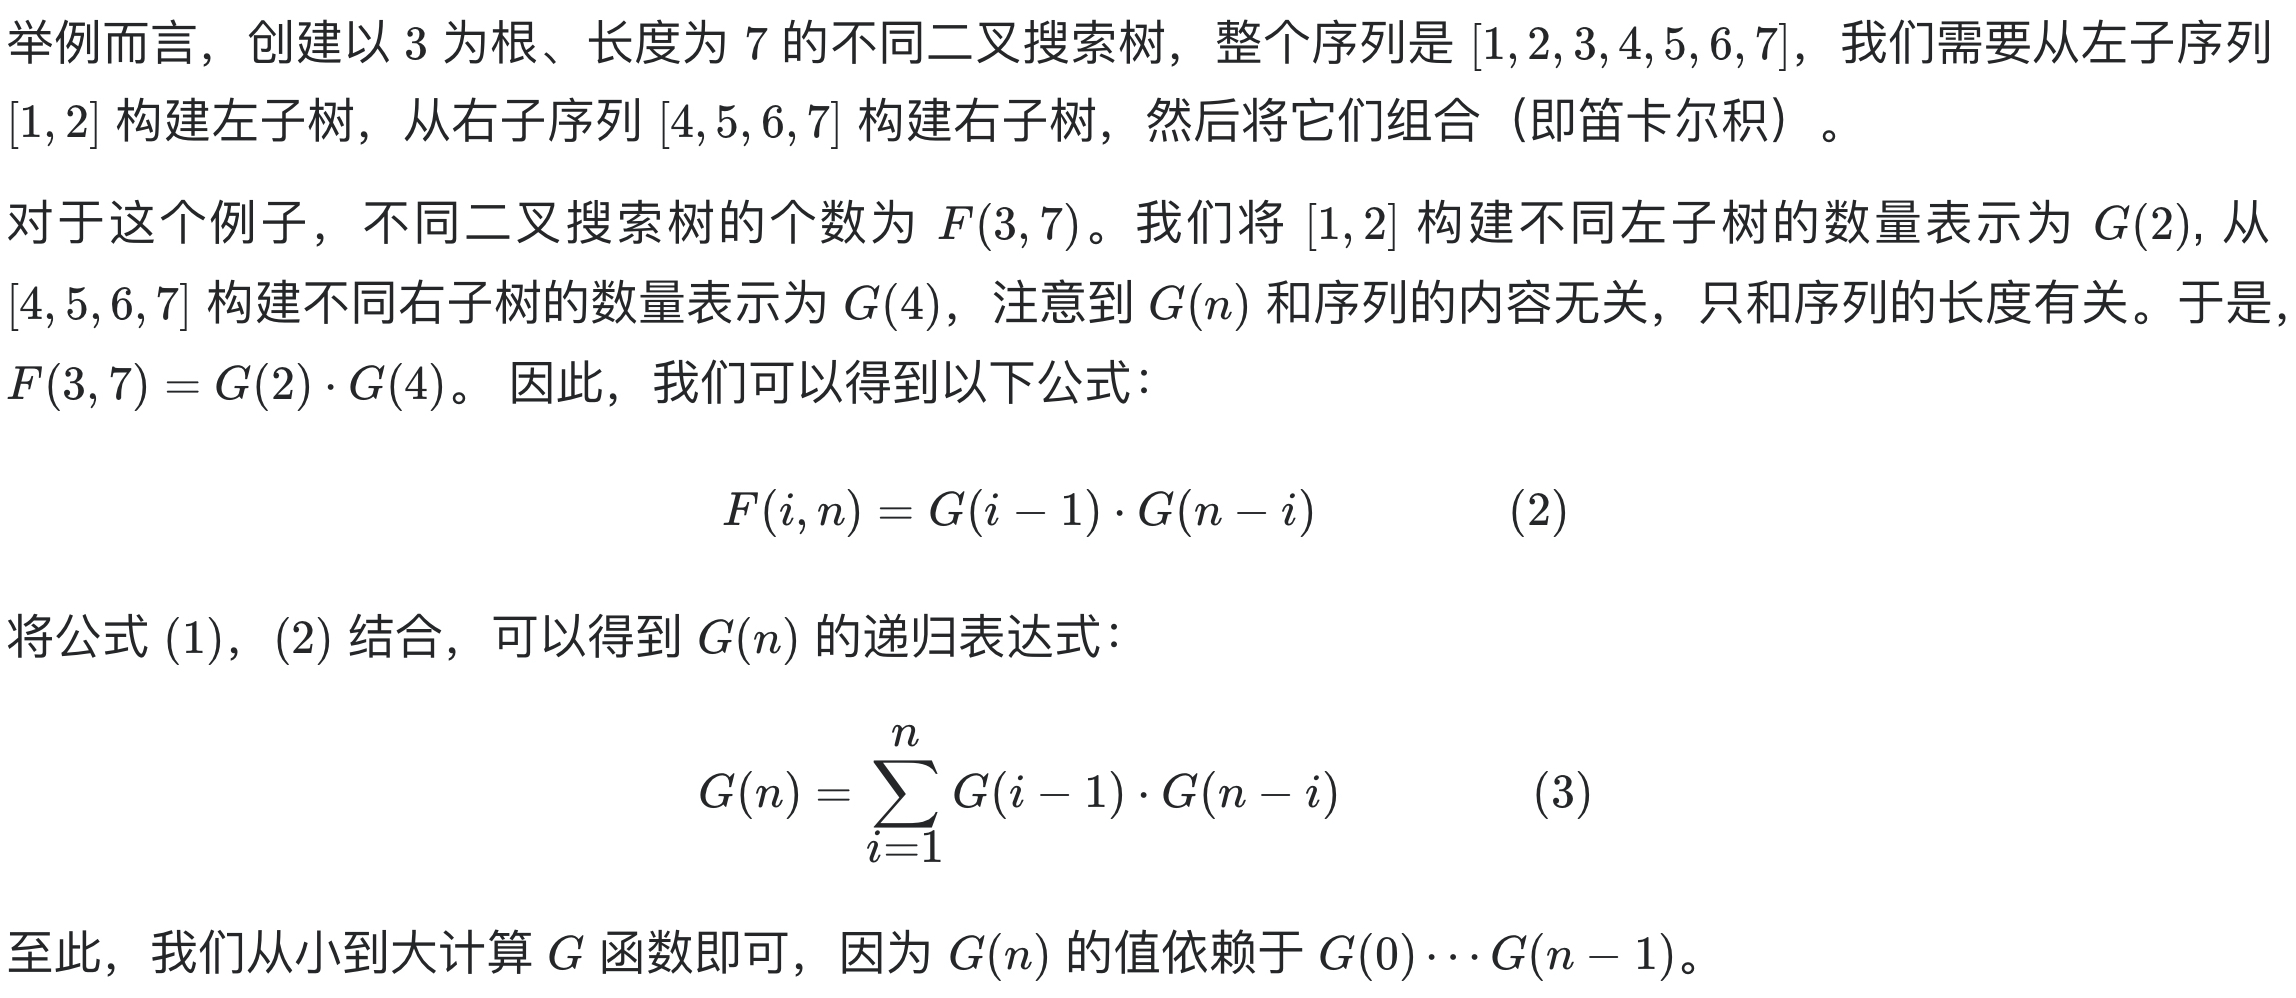 举例而言，创建以 3 为根、长度为 7 的不同二叉搜索树，整个序列是 [1, 2, 3, 4, 5, 6, 7]，我们需要从左子序列
[1, 2] 构建左子树，从右子序列 [4, 5, 6, 7] 构建右子树，然后将它们组合（即笛卡尔积）。
对于这个例子，不同二叉搜索树的个数为 F(3, 7)。我们将 [1, 2] 构建不同左子树的数量表示为 G(2), 从
[4, 5, 6, 7] 构建不同右子树的数量表示为 G(4)，注意到 G(n) 和序列的内容无关，只和序列的长度有关。于是，
F(3, 7) = G(2) · G(4)。 因此，我们可以得到以下公式：
F(i, n) = G(i − 1) · G(n − i) (2)
将公式 (1)，(2) 结合，可以得到 G(n) 的递归表达式：
G(n) = ∑_{i=1}^{n} G(i − 1) · G(n − i) (3)
至此，我们从小到大计算 G 函数即可，因为 G(n) 的值依赖于 G(0) ⋯ G(n − 1)。